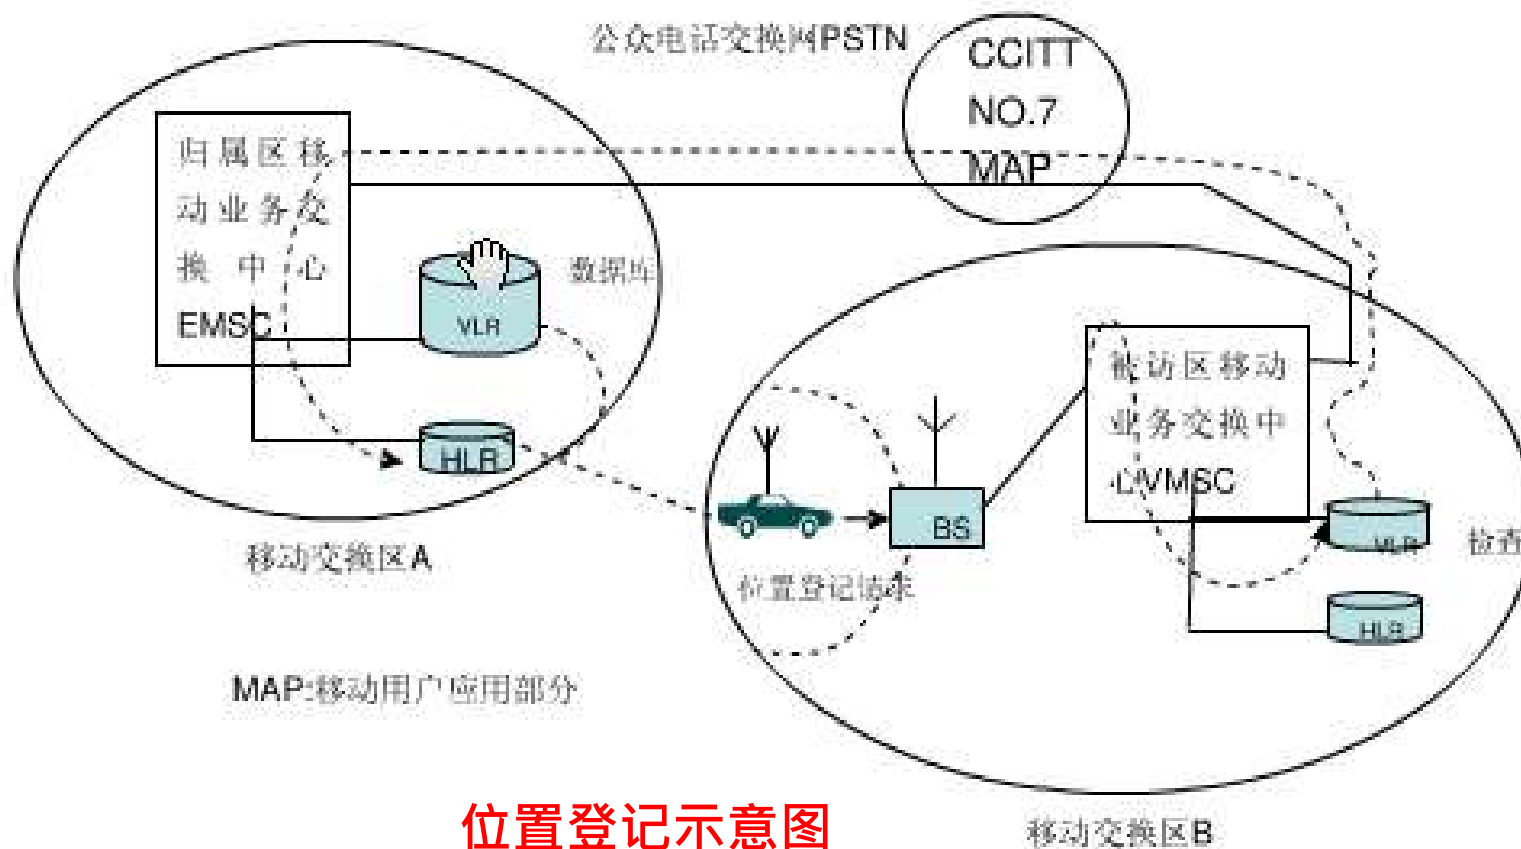 公众电话交换网PSTN
CCITT
NO.7
MAP
归属区移
动业务交
换中心
EMSC
VLR
数据库
HLR
移动交换区A
被访区移动
业务交换中
心VMSC
BS
VLR
检查
位置登记请求
HLR
MAP:移动用户应用部分
位置登记示意图
移动交换区B